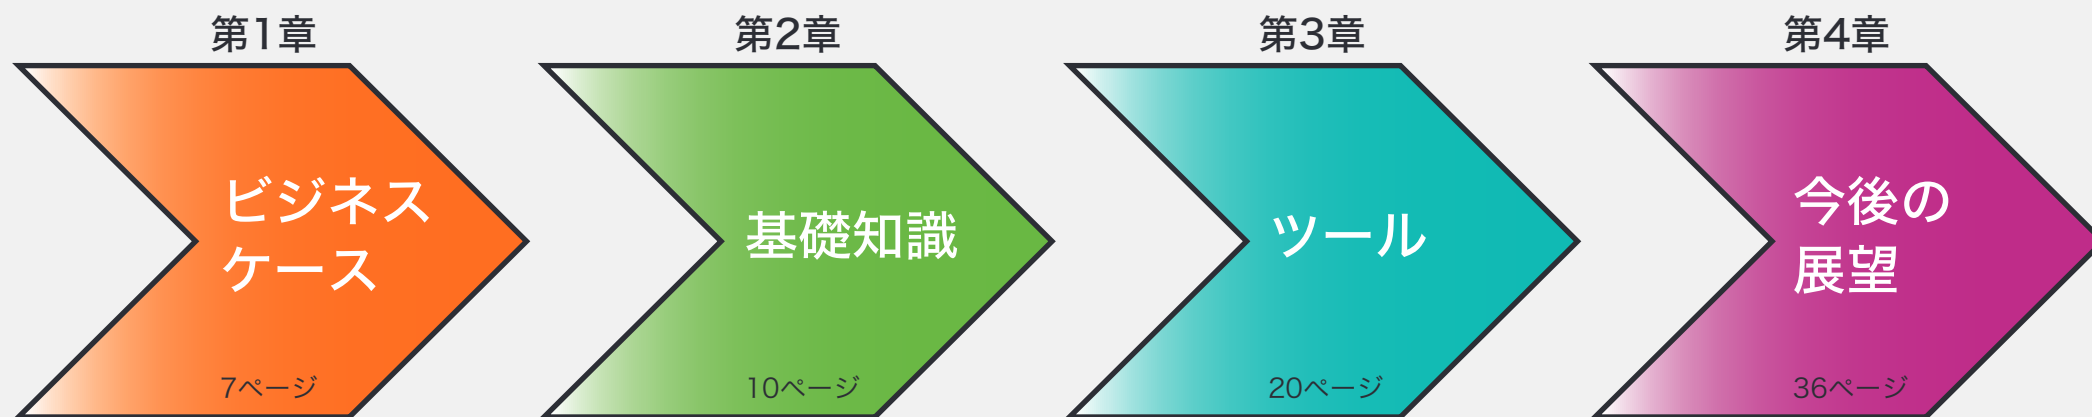 第1章
ビジネス
ケース
7ページ
第2章
基礎知識
10ページ
第3章
ツール
20ページ
第4章
今後の
展望
36ページ